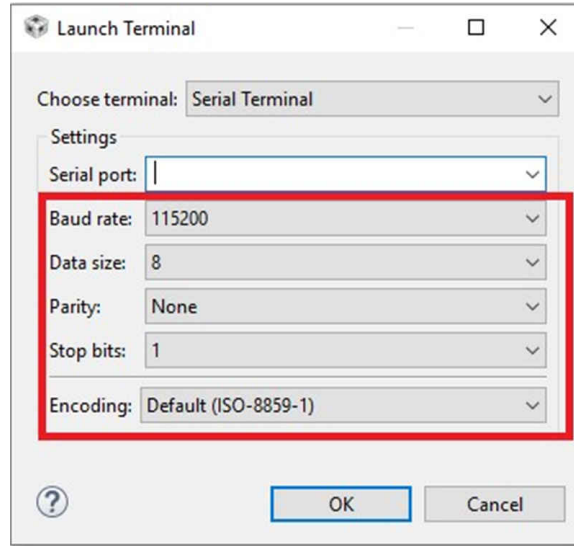 Launch Terminal
Choose terminal: Serial Terminal
Settings
Serial port:
Baud rate: 115200
Data size: 8
Parity: None
Stop bits: 1
Encoding: Default (ISO-8859-1)
?
OK Cancel